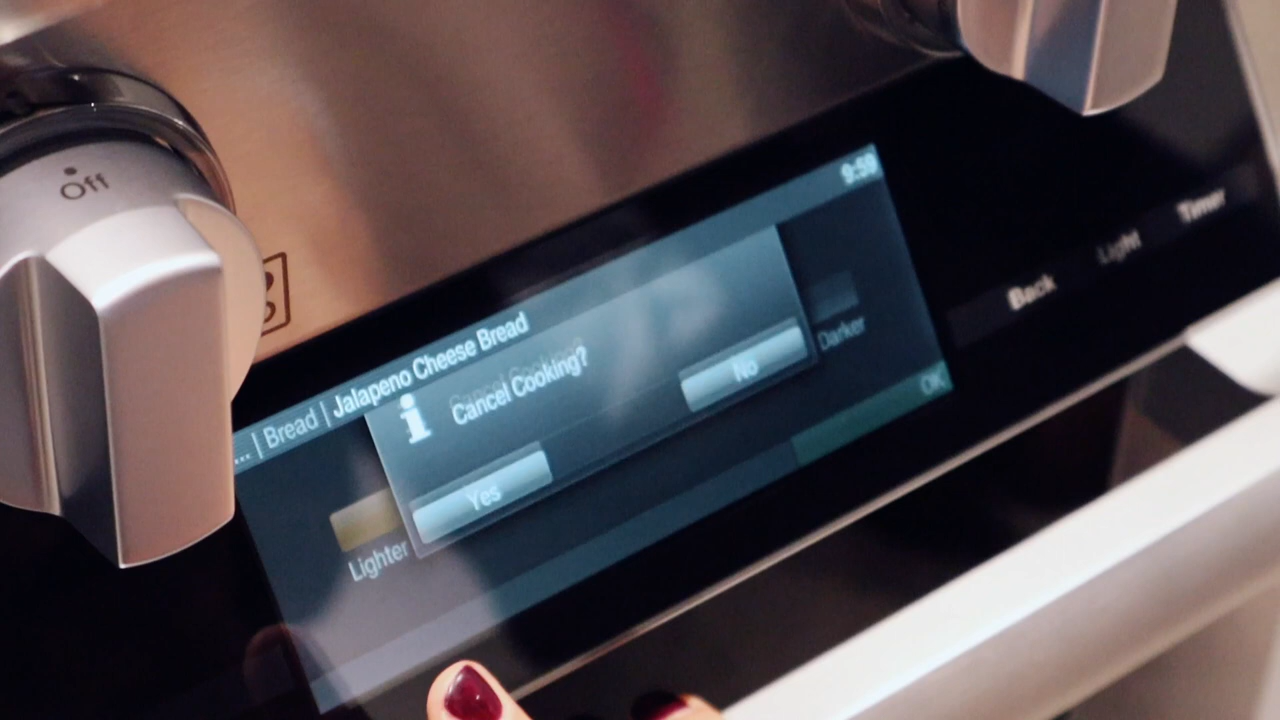 Off
9:59
... | Bread | Jalapeno Cheese Bread
Cancel Cooking?
Yes
No
Lighter
Darker
OK
Back
Light
Timer